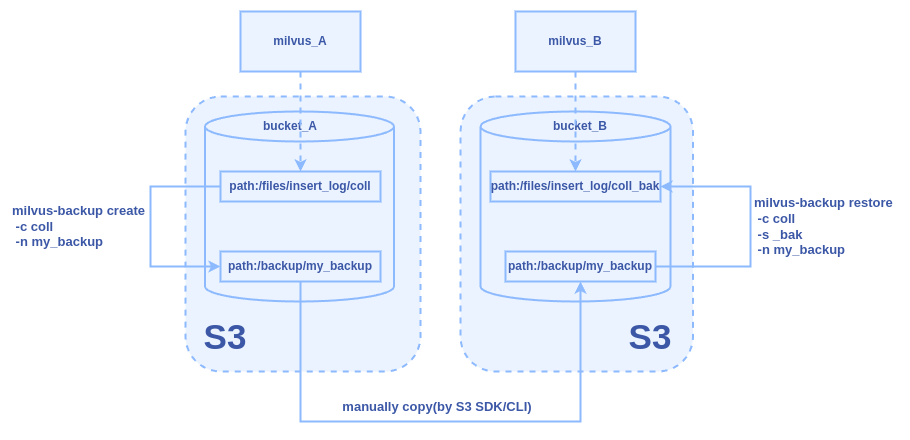 milvus_A
milvus_B
bucket_A
bucket_B
path:/files/insert_log/coll
path:/files/insert_log/coll_bak
milvus-backup create
-c coll
-n my_backup
milvus-backup restore
-c coll
-s _bak
-n my_backup
path:/backup/my_backup
path:/backup/my_backup
S3
S3
manually copy(by S3 SDK/CLI)